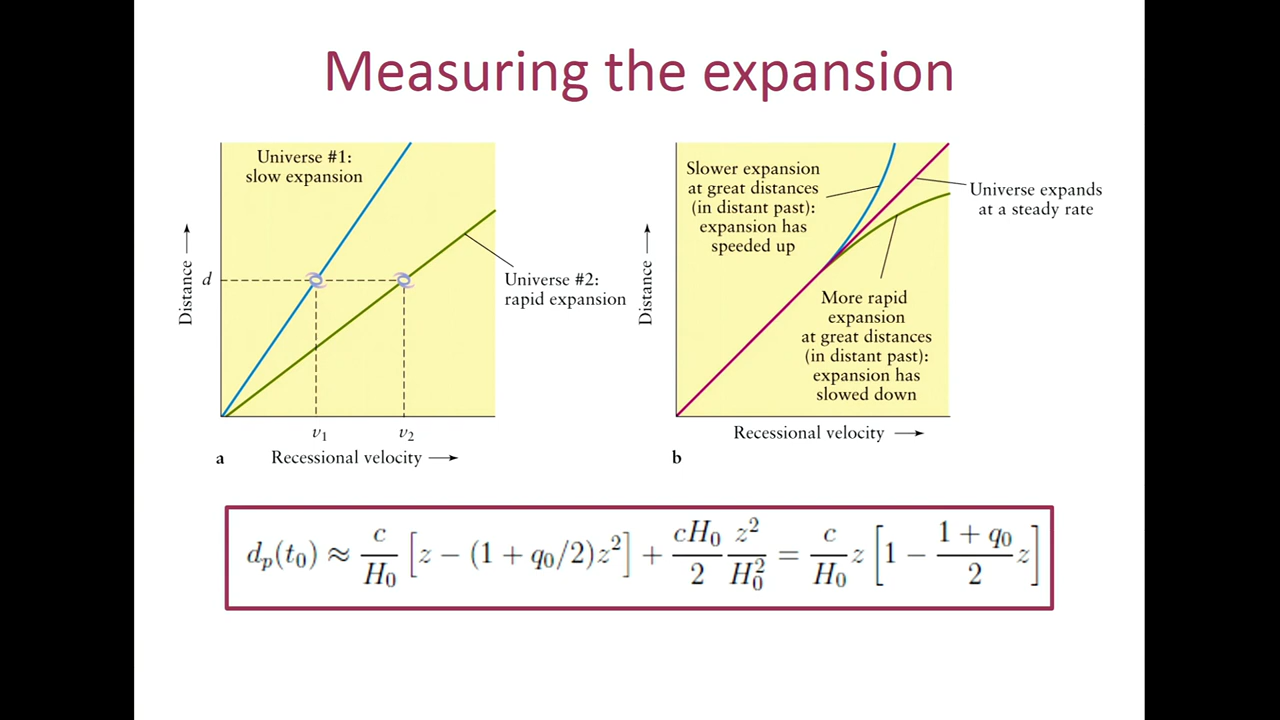 Measuring the expansion
Universe #1:
slow expansion
Distance
d
Universe #2:
rapid expansion
v₁
v₂
a
Recessional velocity
Slower expansion
at great distances
(in distant past):
expansion has
speeded up
Universe expands
at a steady rate
Distance
More rapid
expansion
at great distances
(in distant past):
expansion has
slowed down
Recessional velocity
b
dₚ(t₀) ≈ c/H₀ [z − (1 + q₀/2)z²] + cH₀/2 z²/H₀² = c/H₀ z [1 − (1 + q₀)/2 z]